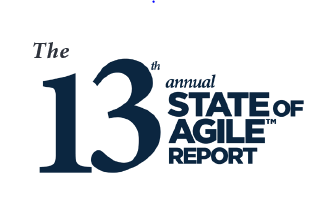 The
13th annual
STATE OF
AGILE™
REPORT